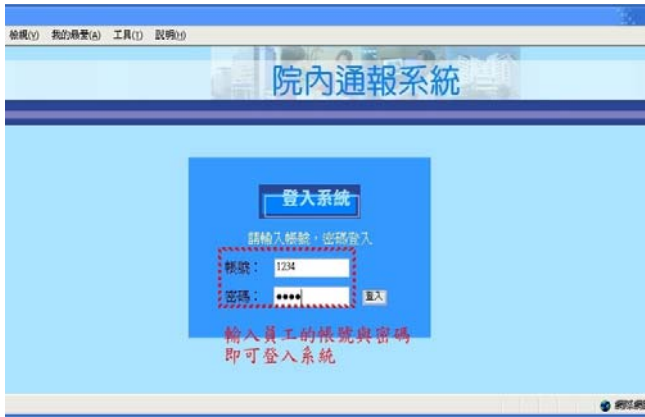 檢視(V) 我的最愛(A) 工具(T) 說明(H)
院內通報系統
登入系統
請輸入帳號，密碼登入
帳號： 1234
密碼： ●●●● 登入
輸入員工的帳號與密碼
即可登入系統